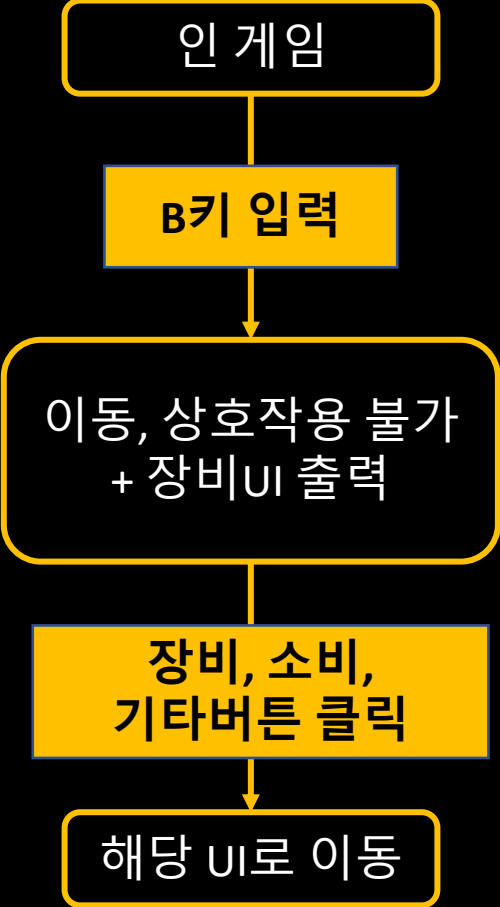 인 게임
B키 입력
이동, 상호작용 불가
+ 장비UI 출력
장비, 소비,
기타버튼 클릭
해당 UI로 이동